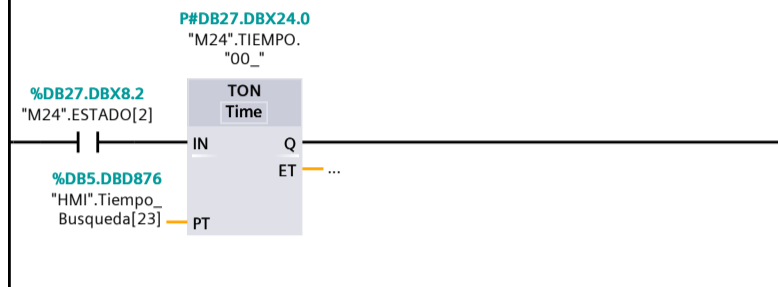 P#DB27.DBX24.0
"M24".TIEMPO.
"00_"
%DB27.DBX8.2
"M24".ESTADO[2]
TON
Time
IN
Q
ET
...
%DB5.DBD876
"HMI".Tiempo_
Busqueda[23]
PT